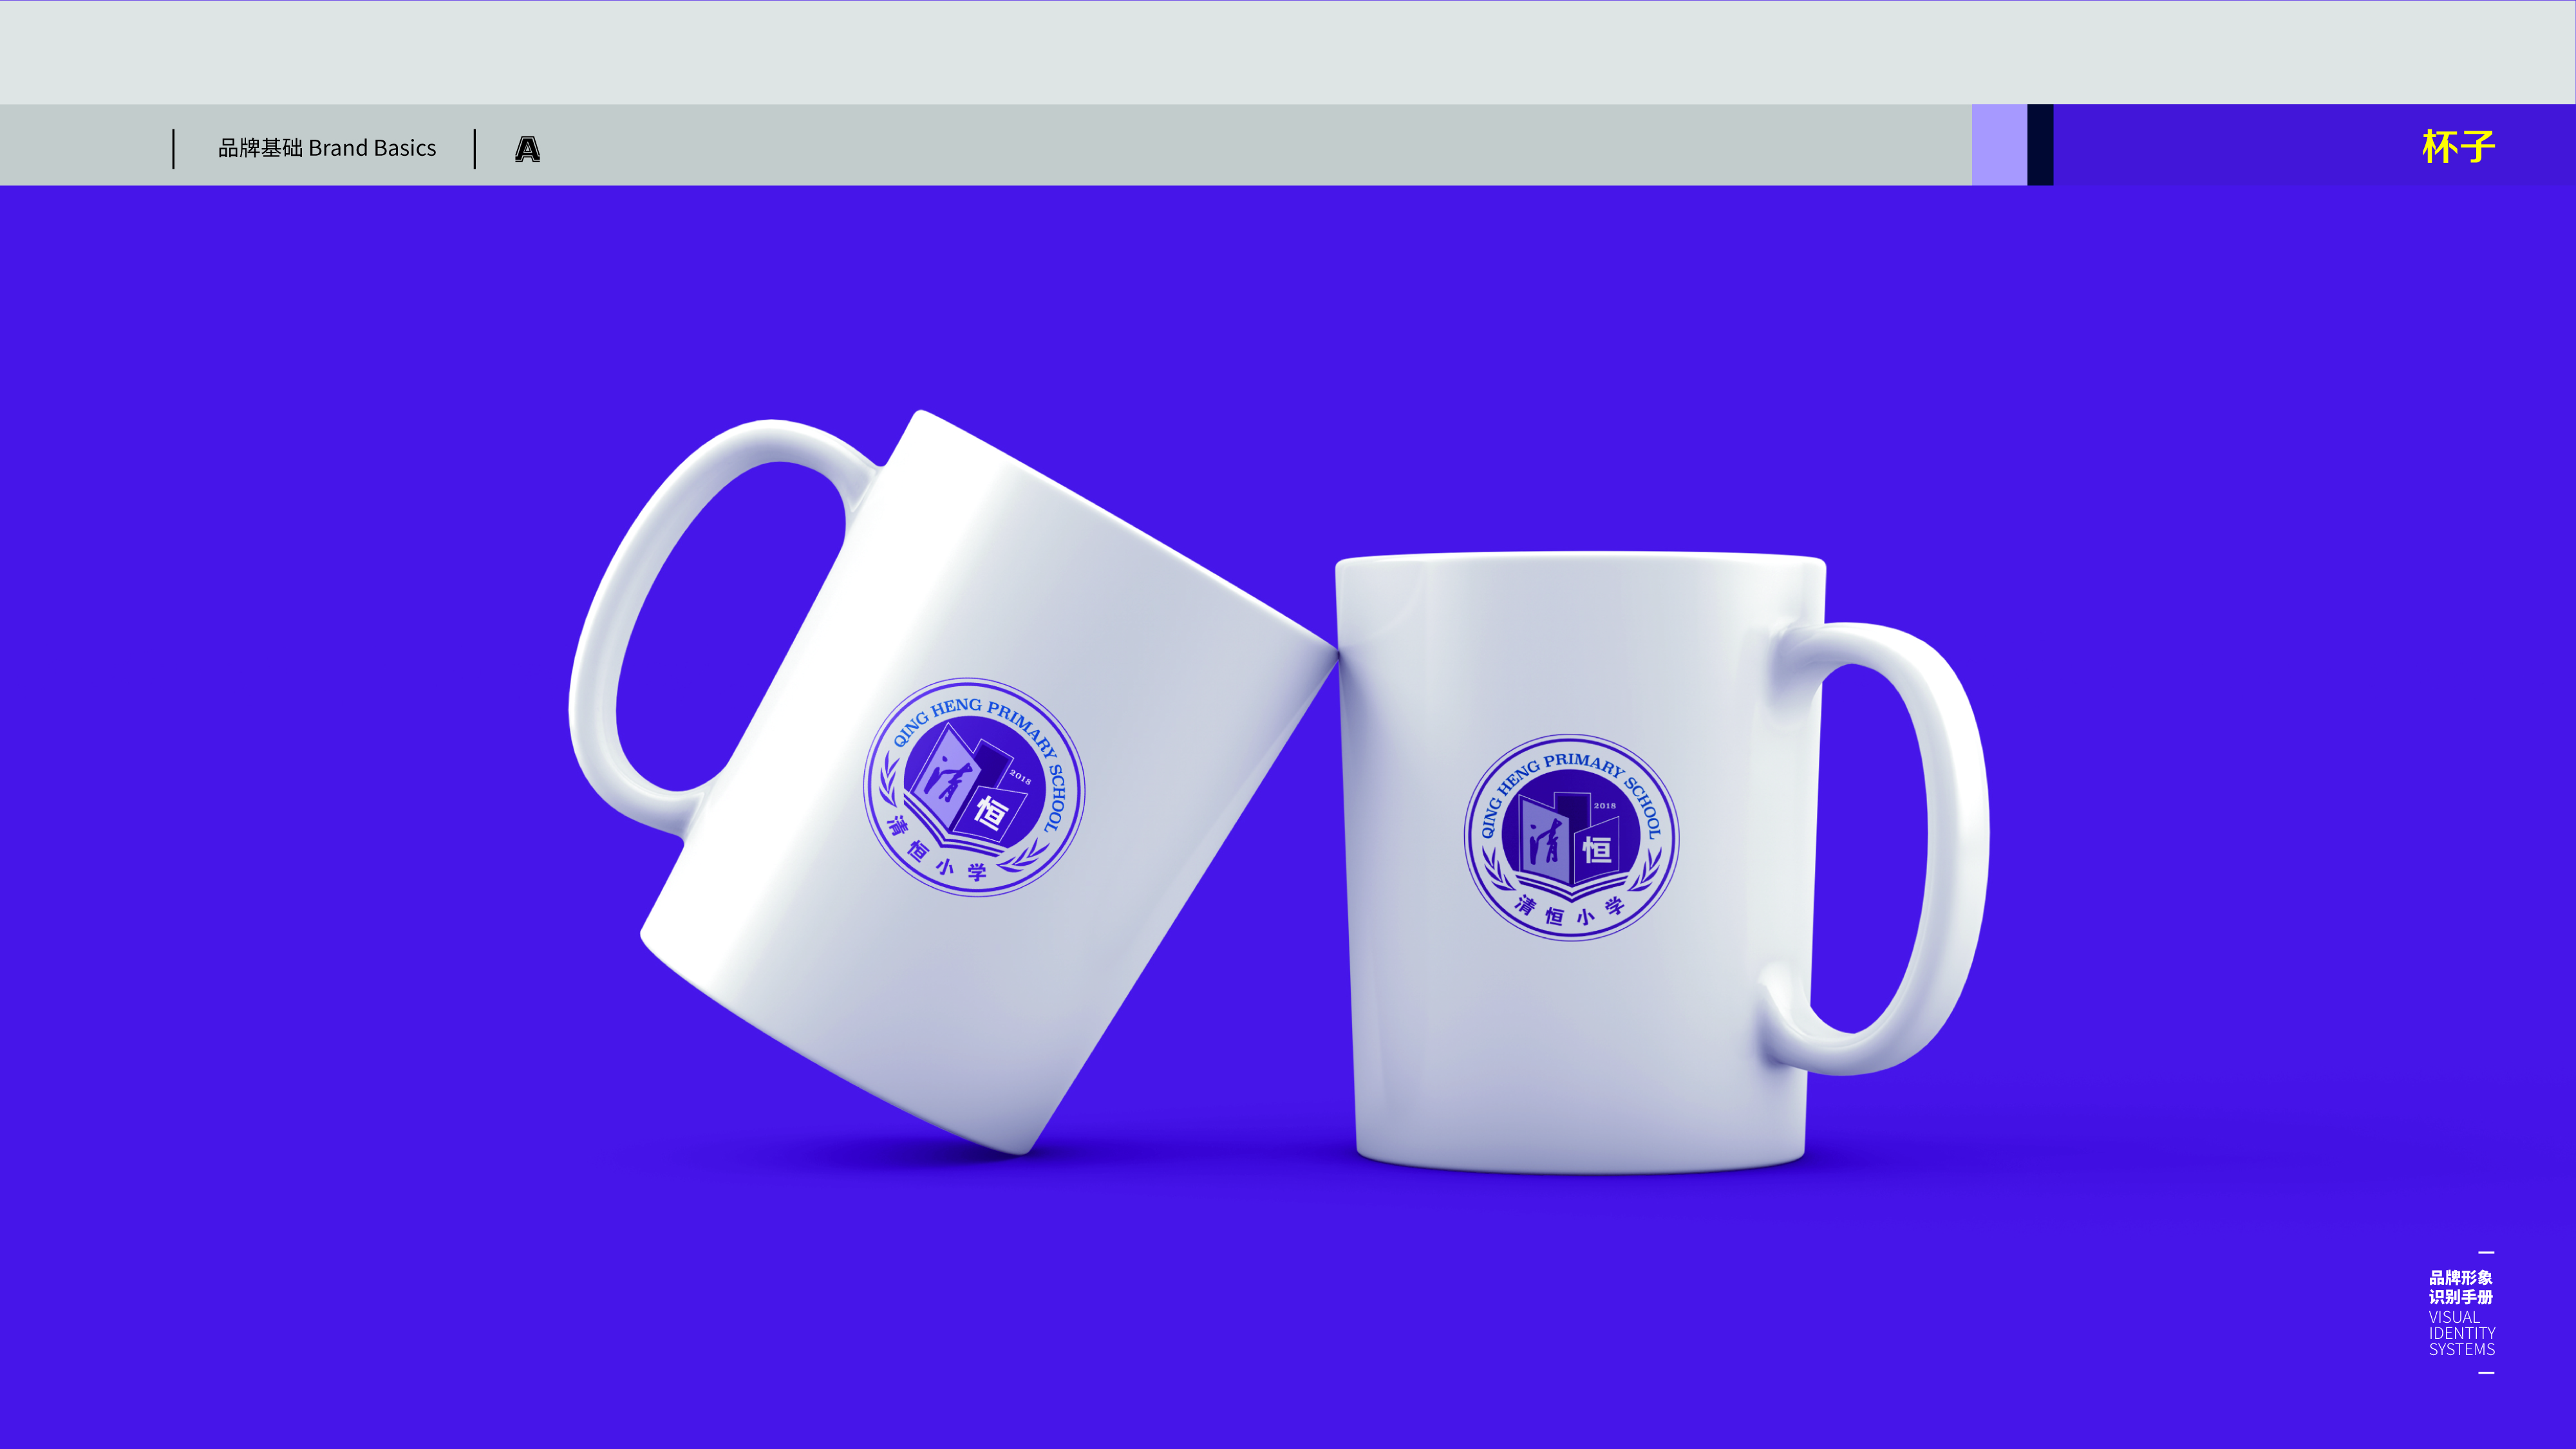 品牌基础 Brand Basics
A
杯子
QING HENG PRIMARY SCHOOL
2018
清
恒
清恒小学
QING HENG PRIMARY SCHOOL
2018
清
恒
清恒小学
品牌形象
识别手册
VISUAL
IDENTITY
SYSTEMS